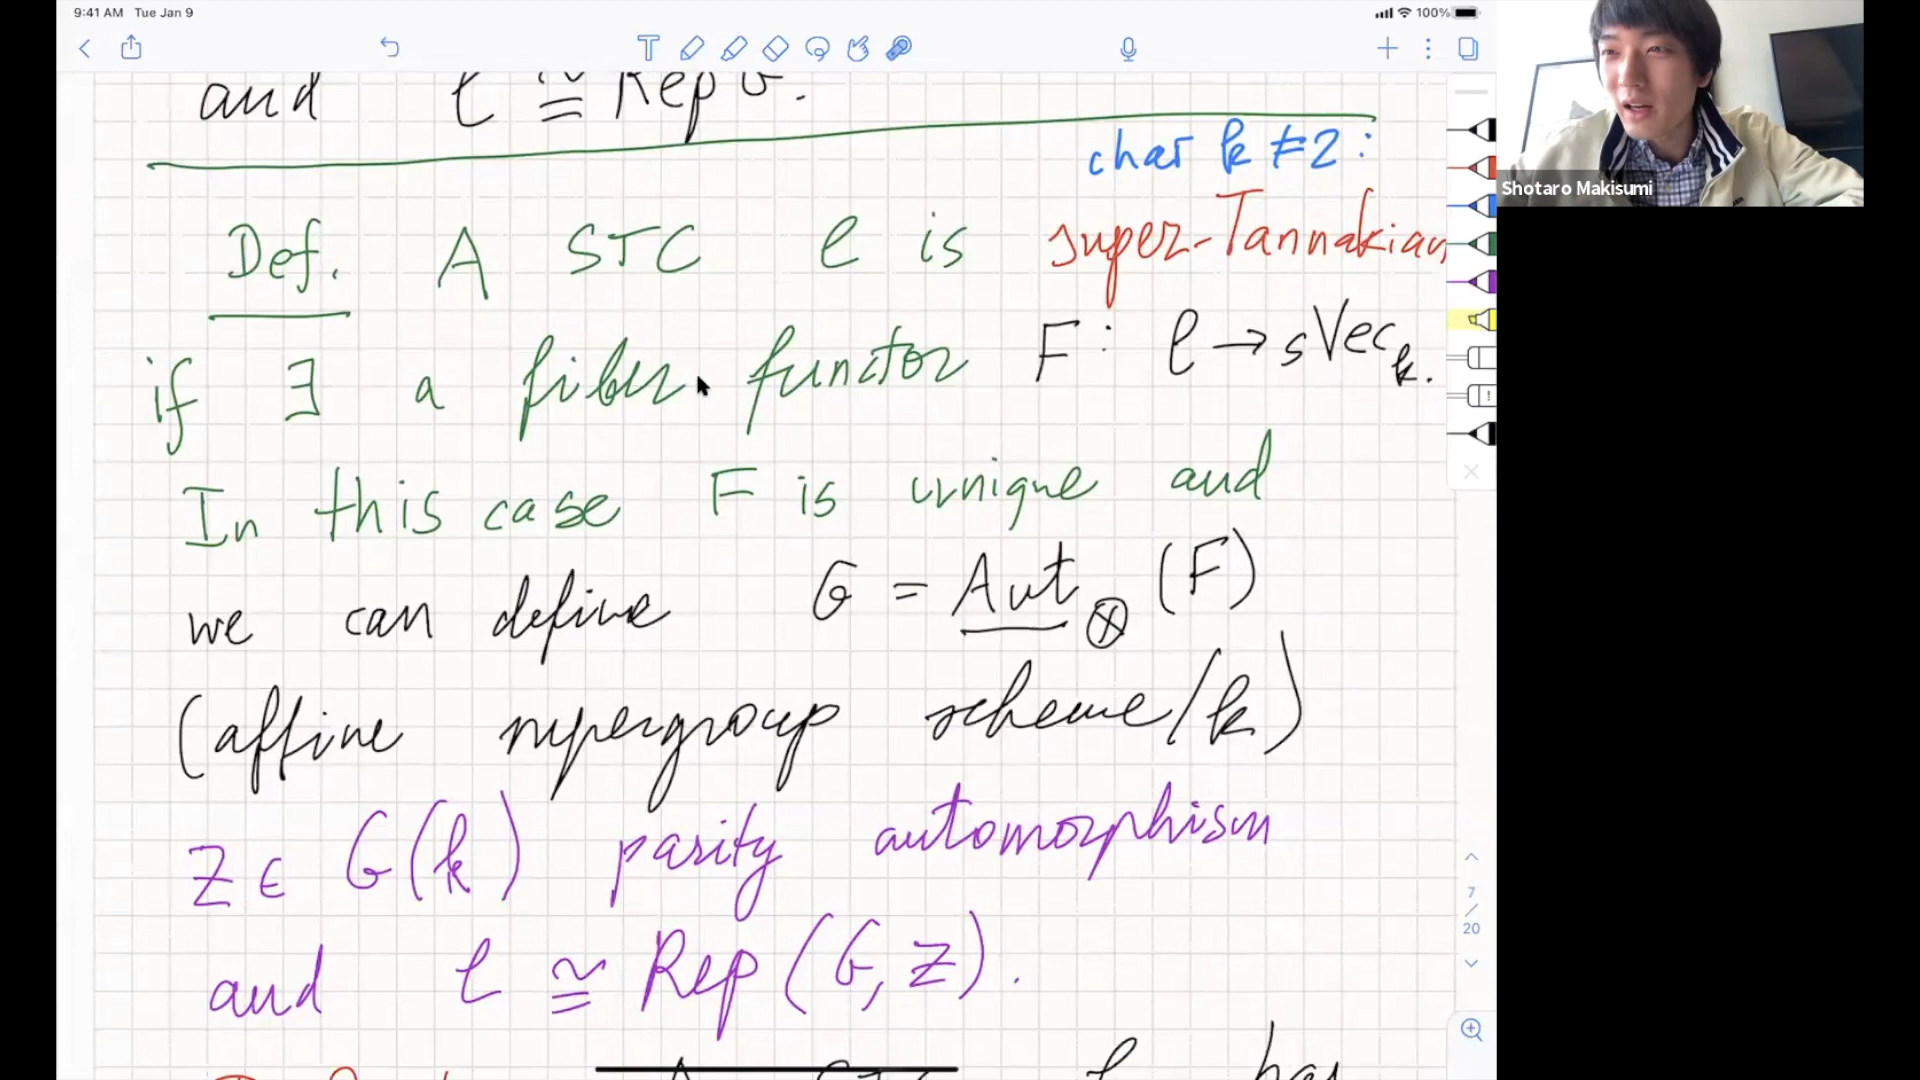 9:41 AM Tue Jan 9
100%
and C ≅ Rep G.
char k ≠ 2:
Def. A STC C is super-Tannakian
if ∃ a fiber functor F: C → sVec_k.
In this case F is unique and
we can define G = Aut_⊗ (F)
(affine supergroup scheme/k)
z ∈ G(k) parity automorphism
and C ≅ Rep(G, z).
C has
7
/
20
Shotaro Makisumi